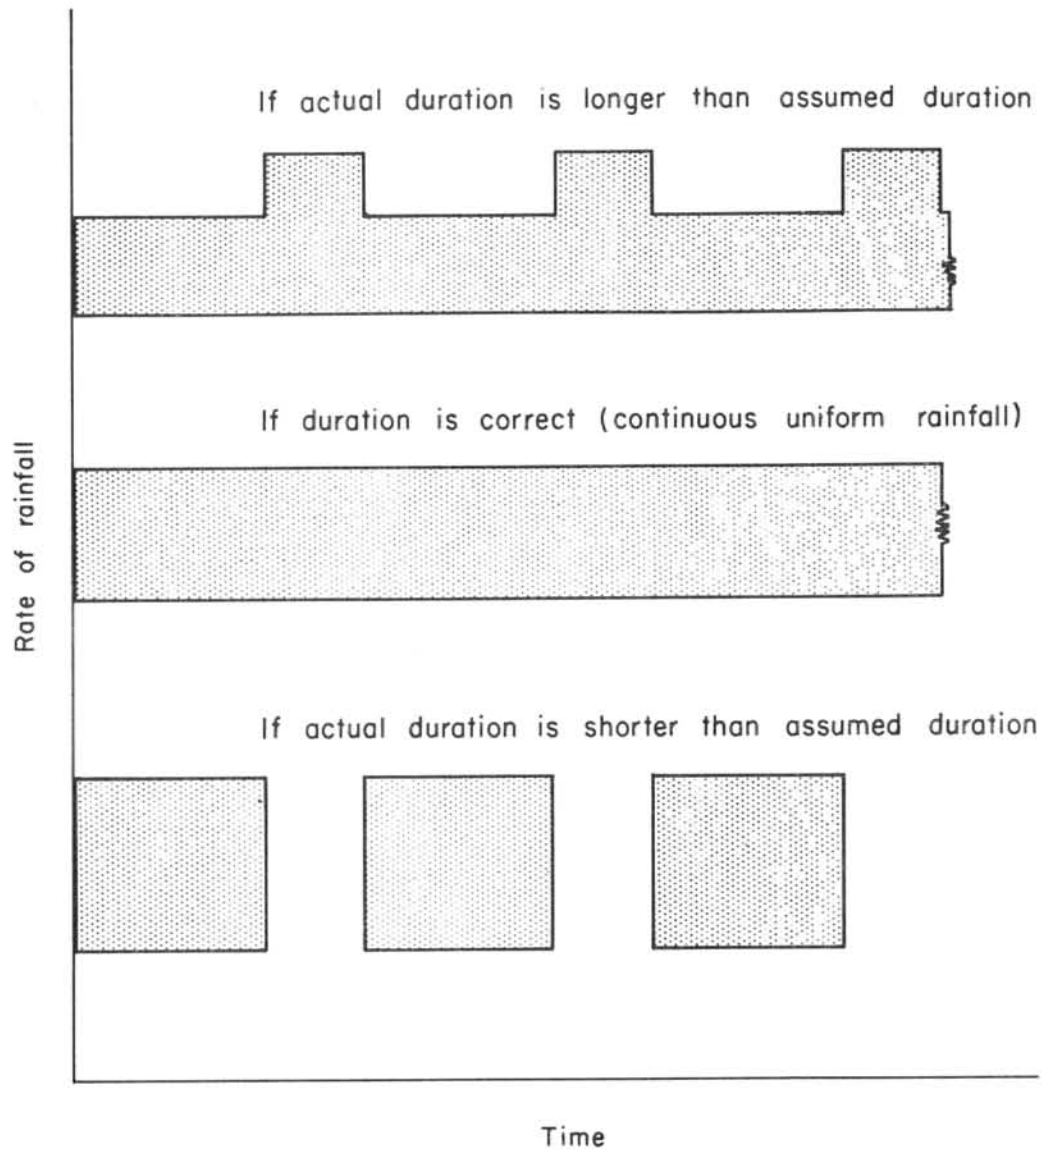 If actual duration is longer than assumed duration
If duration is correct (continuous uniform rainfall)
Rate of rainfall
If actual duration is shorter than assumed duration
Time